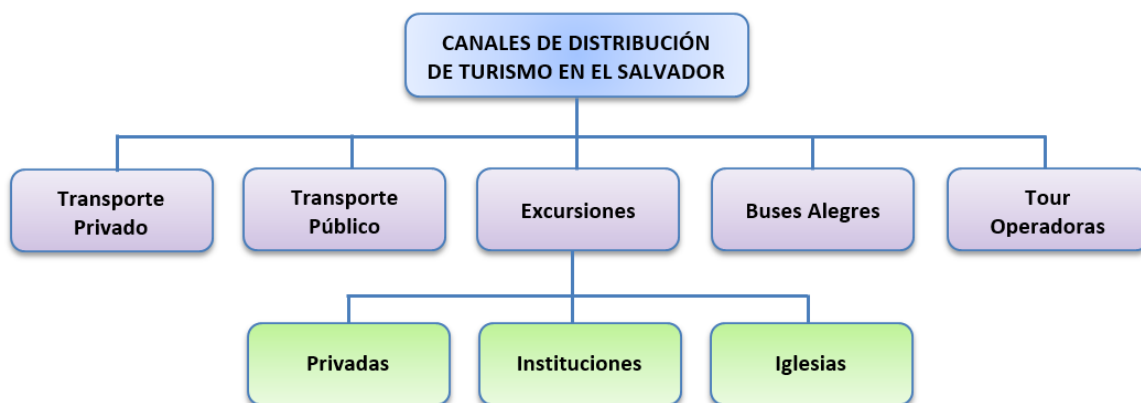 CANALES DE DISTRIBUCIÓN
DE TURISMO EN EL SALVADOR
Transporte
Privado
Transporte
Público
Excursiones
Buses Alegres
Tour
Operadoras
Privadas
Instituciones
Iglesias